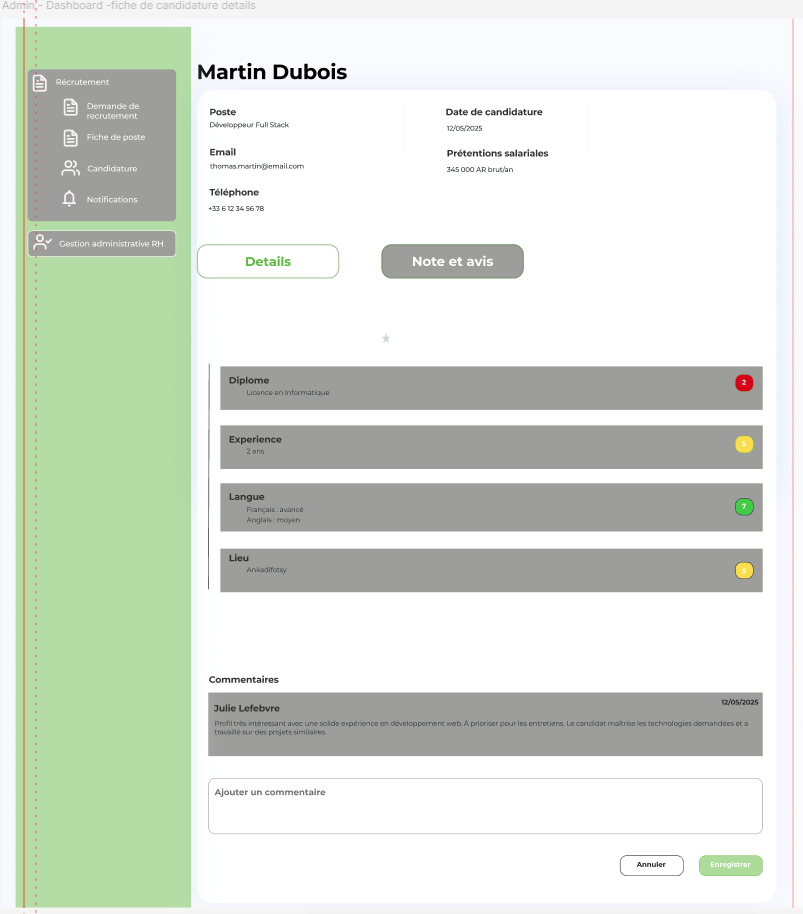 Admin - Dashboard -fiche de candidature details
Récrutement
Demande de
recrutement
Fiche de poste
Candidature
Notifications
Gestion administrative RH
Martin Dubois
Poste
Développeur Full Stack
Date de candidature
12/05/2025
Email
thomas.martin@email.com
Prétentions salariales
345 000 AR brut/an
Téléphone
+33 6 12 34 56 78
Details
Note et avis
Diplome
Licence en Informatique
2
Experience
2 ans
5
Langue
Français : avancé
Anglais : moyen
7
Lieu
Ankadifotsy
5
Commentaires
Julie Lefebvre
12/05/2025
Profil très intéressant avec une solide expérience en développement web. À prioriser pour les entretiens. Le candidat maîtrise les technologies demandées et a
travaillé sur des projets similaires.
Ajouter un commentaire
Annuler
Enregistrer